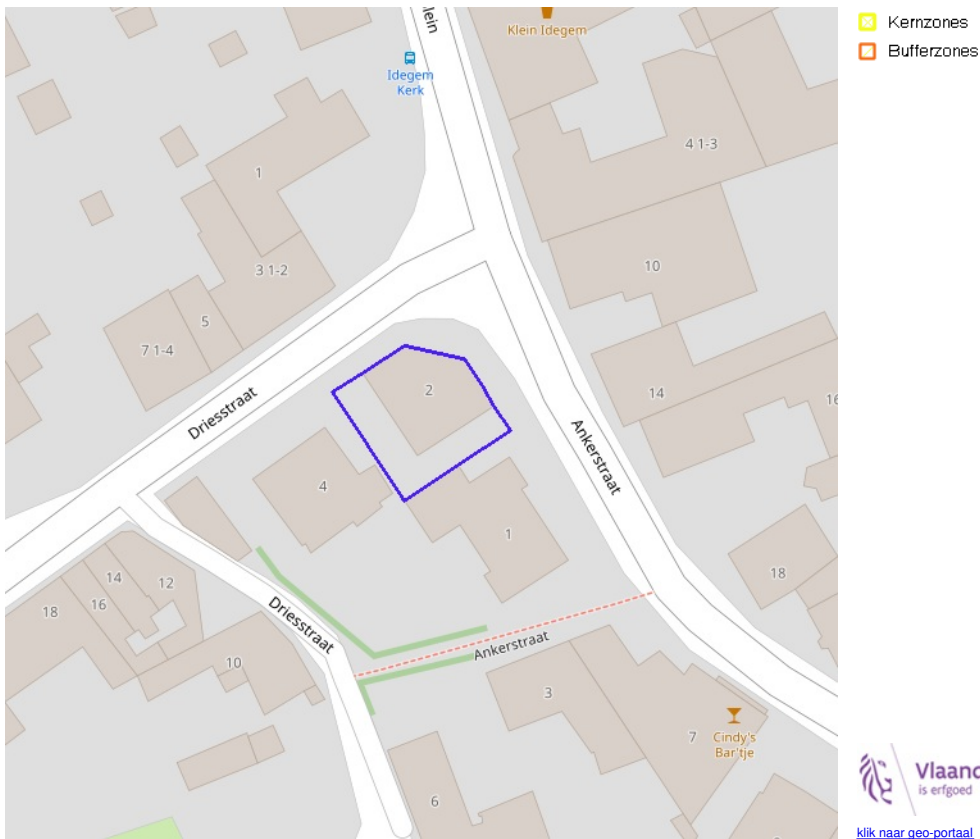 Kernzones
Bufferzones
Klein Idegem
Idegem
Kerk
1
4 1-3
3 1-2
10
5
7 1-4
2
14
16
Driesstraat
Ankerstraat
4
1
18
14
12
16
18
Driesstraat
10
Ankerstraat
3
7
Cindy's
Bar'tje
6
is erfgoed
klik naar geo-portaal